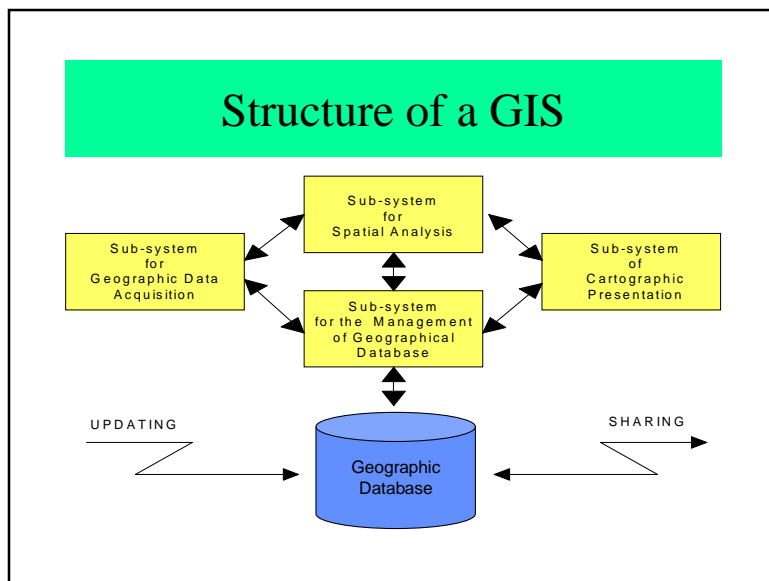 Structure of a GIS
Sub-system
for
Spatial Analysis
Sub-system
for
Geographic Data
Acquisition
Sub-system
of
Cartographic
Presentation
Sub-system
for the Management
of Geographical
Database
UPDATING
SHARING
Geographic
Database